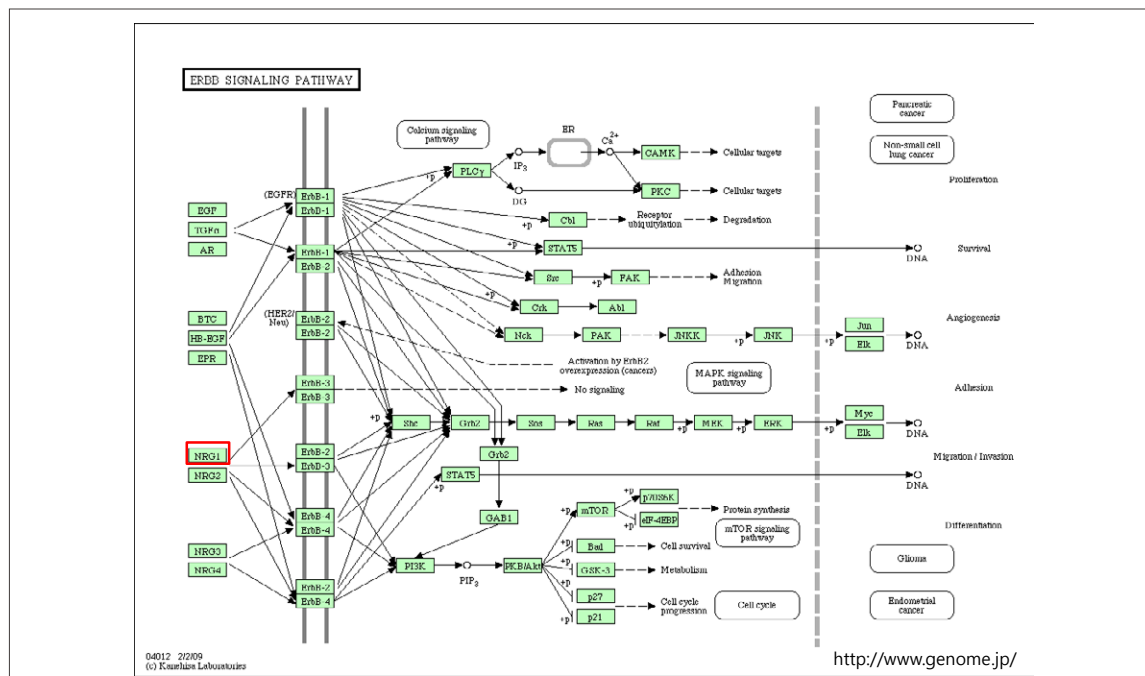 ERBB SIGNALING PATHWAY
Pancreatic
cancer
Non-small cell
lung cancer
Calcium signaling
pathway
ER
Ca2+
IP3
CAMK
Cellular targets
PLCγ
+p
DG
PKC
Cellular targets
Proliferation
(EGFR)
ErbB-1
ErbB-1
EGF
TGFα
AR
+p
Cbl
Receptor
ubiquitylation
Degradation
ErbB-1
ErbB-2
+p
STAT5
DNA
Survival
Src
+p
FAK
Adhesion
Migration
+p
Crk
Abl
BTC
HB-EGF
EPR
(HER2/
Neu)
ErbB-2
ErbB-2
Nck
PAK
JNKK
+p
JNK
+p
Jun
Elk
DNA
Angiogenesis
Activation by ErbB2
overexpression (cancers)
MAPK signaling
pathway
ErbB-3
ErbB-3
No signaling
Adhesion
+p
Shc
Grb2
Sos
Ras
Raf
+p
MEK
+p
ERK
+p
Myc
Elk
DNA
NRG1
NRG2
ErbB-2
ErbB-3
Grb2
Migration / Invasion
+p
STAT5
DNA
ErbB-4
ErbB-4
GAB1
+p
mTOR
+p
p70S6K
+p
eIF-4EBP
Protein synthesis
mTOR signaling
pathway
Differentiation
NRG3
NRG4
PI3K
PIP3
PKB/Akt
+p
Bad
Cell survival
+p
GSK-3
Metabolism
Glioma
ErbB-2
ErbB-4
+p
p27
+p
p21
Cell cycle
progression
Cell cycle
Endometrial
cancer
04012 2/2/09
(c) Kanehisa Laboratories
http://www.genome.jp/